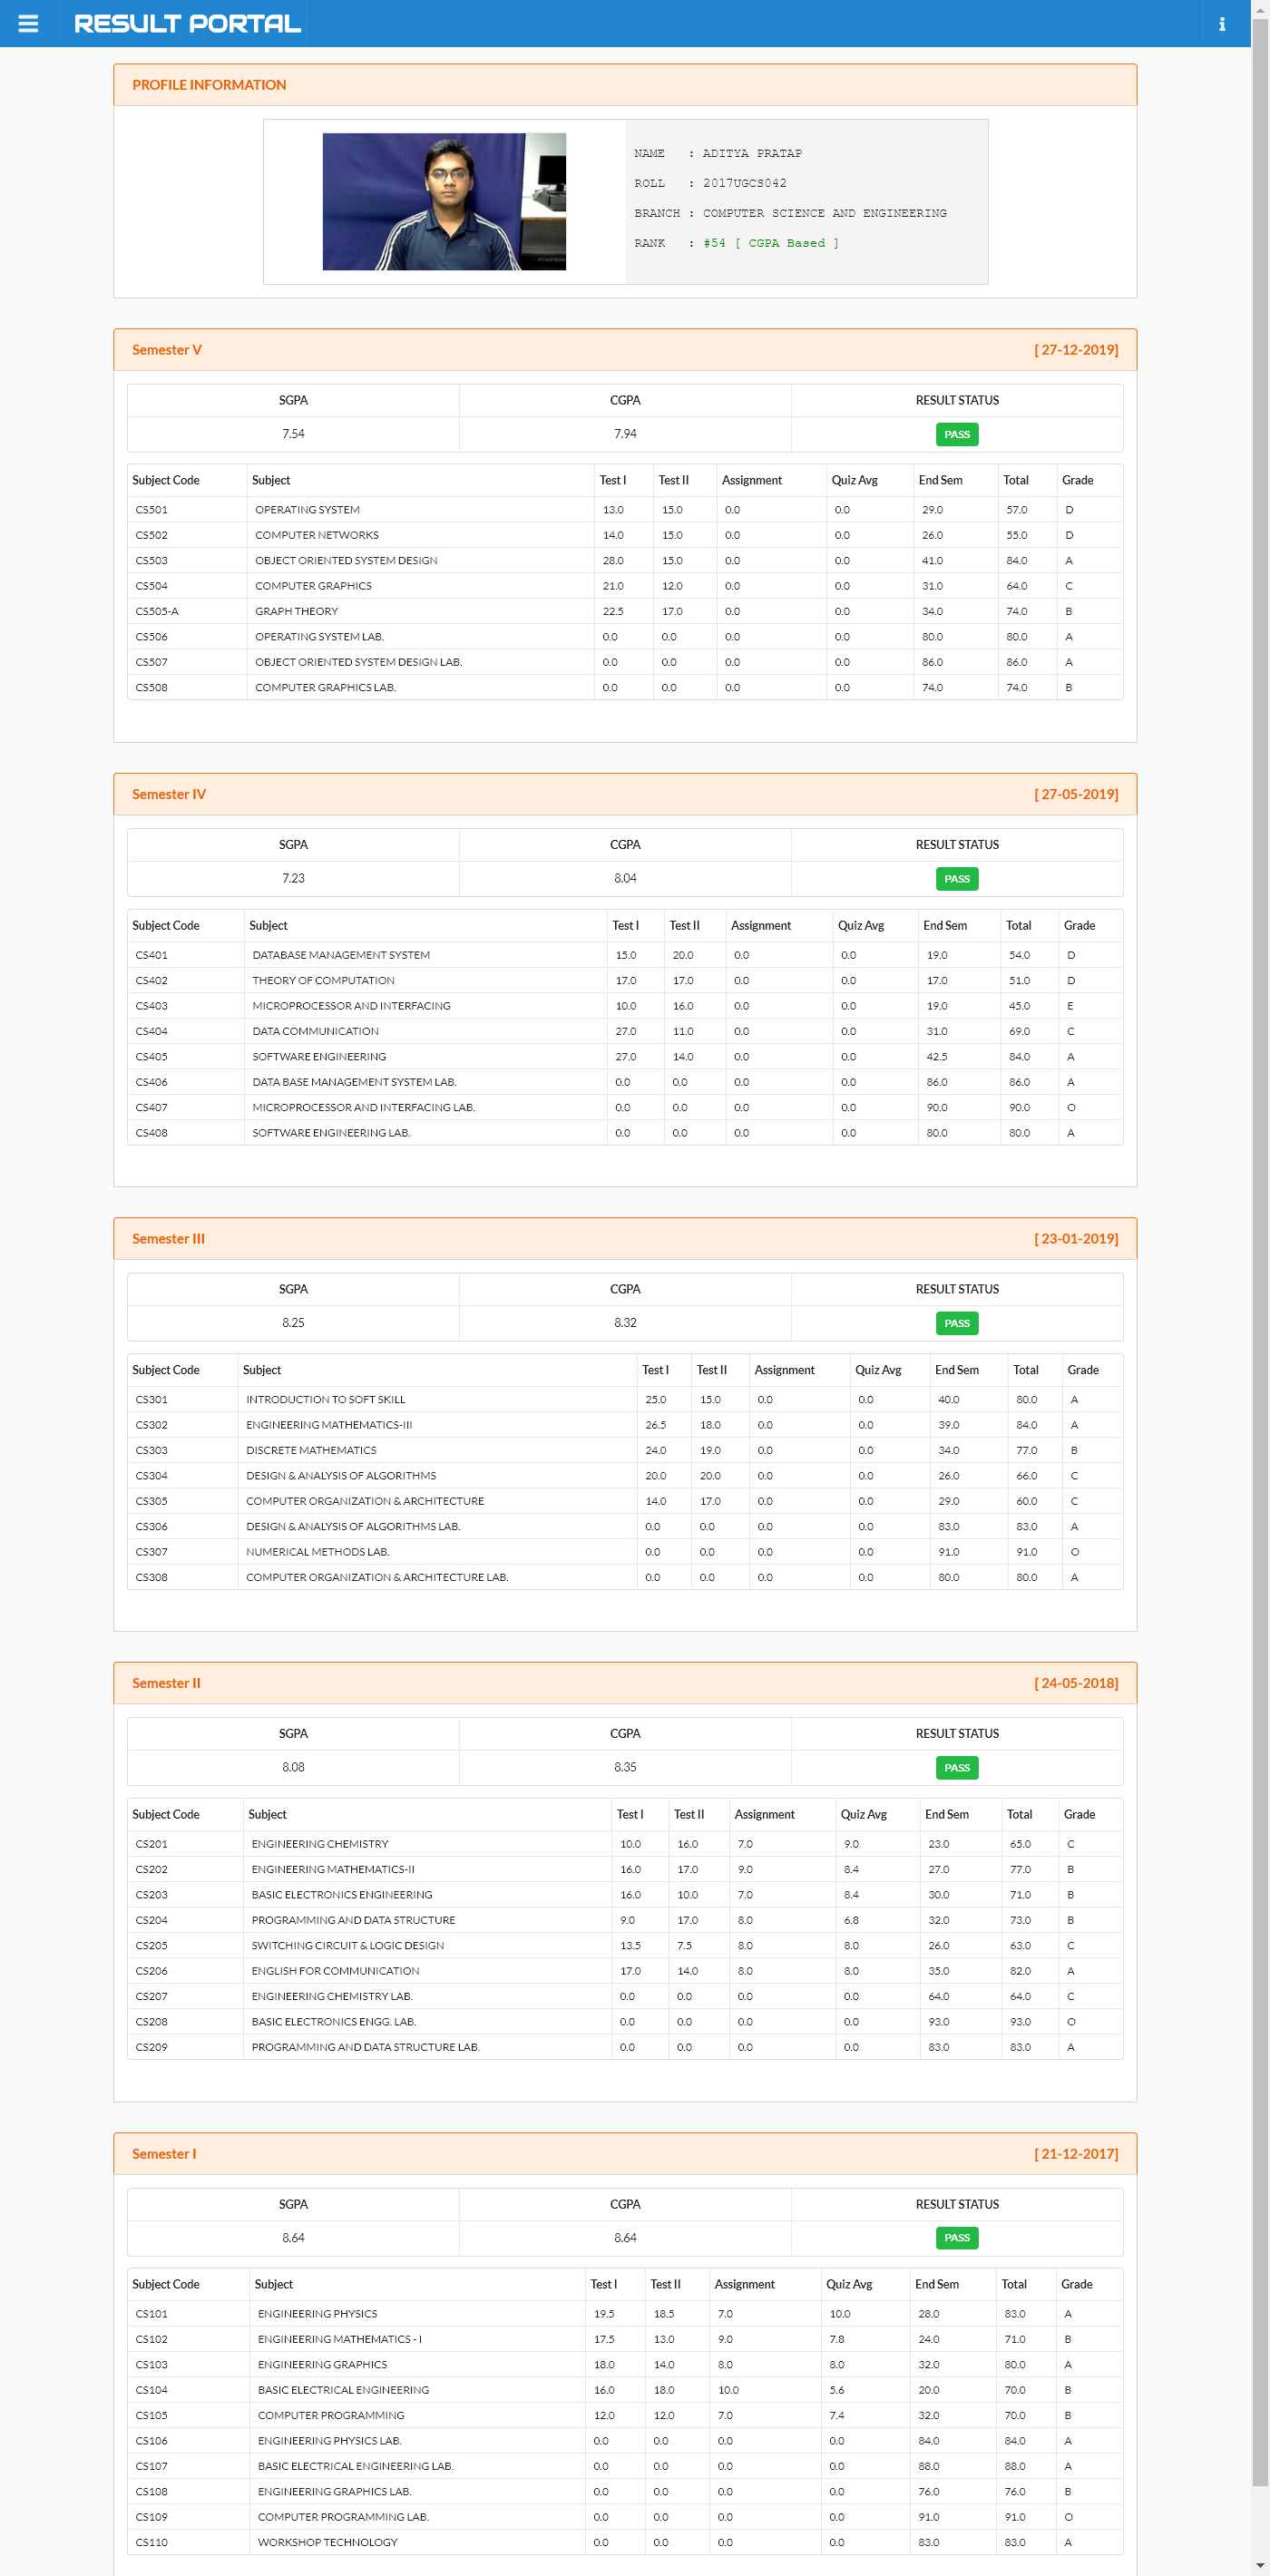 RESULT PORTAL
PROFILE INFORMATION
NAME : ADITYA PRATAP
ROLL : 2017UGCS042
BRANCH : COMPUTER SCIENCE AND ENGINEERING
RANK : #54 [ CGPA Based ]
Semester V [ 27-12-2019]
SGPA CGPA RESULT STATUS
7.54 7.94 PASS
Subject Code Subject Test I Test II Assignment Quiz Avg End Sem Total Grade
CS501 OPERATING SYSTEM 13.0 15.0 0.0 0.0 29.0 57.0 D
CS502 COMPUTER NETWORKS 14.0 15.0 0.0 0.0 26.0 55.0 D
CS503 OBJECT ORIENTED SYSTEM DESIGN 28.0 15.0 0.0 0.0 41.0 84.0 A
CS504 COMPUTER GRAPHICS 21.0 12.0 0.0 0.0 31.0 64.0 C
CS505-A GRAPH THEORY 22.5 17.0 0.0 0.0 34.0 74.0 B
CS506 OPERATING SYSTEM LAB. 0.0 0.0 0.0 0.0 80.0 80.0 A
CS507 OBJECT ORIENTED SYSTEM DESIGN LAB. 0.0 0.0 0.0 0.0 86.0 86.0 A
CS508 COMPUTER GRAPHICS LAB. 0.0 0.0 0.0 0.0 74.0 74.0 B
Semester IV [ 27-05-2019]
SGPA CGPA RESULT STATUS
7.23 8.04 PASS
Subject Code Subject Test I Test II Assignment Quiz Avg End Sem Total Grade
CS401 DATABASE MANAGEMENT SYSTEM 15.0 20.0 0.0 0.0 19.0 54.0 D
CS402 THEORY OF COMPUTATION 17.0 17.0 0.0 0.0 17.0 51.0 D
CS403 MICROPROCESSOR AND INTERFACING 10.0 16.0 0.0 0.0 19.0 45.0 E
CS404 DATA COMMUNICATION 27.0 11.0 0.0 0.0 31.0 69.0 C
CS405 SOFTWARE ENGINEERING 27.0 14.0 0.0 0.0 42.5 84.0 A
CS406 DATA BASE MANAGEMENT SYSTEM LAB. 0.0 0.0 0.0 0.0 86.0 86.0 A
CS407 MICROPROCESSOR AND INTERFACING LAB. 0.0 0.0 0.0 0.0 90.0 90.0 O
CS408 SOFTWARE ENGINEERING LAB. 0.0 0.0 0.0 0.0 80.0 80.0 A
Semester III [ 23-01-2019]
SGPA CGPA RESULT STATUS
8.25 8.32 PASS
Subject Code Subject Test I Test II Assignment Quiz Avg End Sem Total Grade
CS301 INTRODUCTION TO SOFT SKILL 25.0 15.0 0.0 0.0 40.0 80.0 A
CS302 ENGINEERING MATHEMATICS-III 26.5 18.0 0.0 0.0 39.0 84.0 A
CS303 DISCRETE MATHEMATICS 24.0 19.0 0.0 0.0 34.0 77.0 B
CS304 DESIGN & ANALYSIS OF ALGORITHMS 20.0 20.0 0.0 0.0 26.0 66.0 C
CS305 COMPUTER ORGANIZATION & ARCHITECTURE 14.0 17.0 0.0 0.0 29.0 60.0 C
CS306 DESIGN & ANALYSIS OF ALGORITHMS LAB. 0.0 0.0 0.0 0.0 83.0 83.0 A
CS307 NUMERICAL METHODS LAB. 0.0 0.0 0.0 0.0 91.0 91.0 O
CS308 COMPUTER ORGANIZATION & ARCHITECTURE LAB. 0.0 0.0 0.0 0.0 80.0 80.0 A
Semester II [ 24-05-2018]
SGPA CGPA RESULT STATUS
8.08 8.35 PASS
Subject Code Subject Test I Test II Assignment Quiz Avg End Sem Total Grade
CS201 ENGINEERING CHEMISTRY 10.0 16.0 7.0 9.0 23.0 65.0 C
CS202 ENGINEERING MATHEMATICS-II 16.0 17.0 9.0 8.4 27.0 77.0 B
CS203 BASIC ELECTRONICS ENGINEERING 16.0 10.0 7.0 8.4 30.0 71.0 B
CS204 PROGRAMMING AND DATA STRUCTURE 9.0 17.0 8.0 6.8 32.0 73.0 B
CS205 SWITCHING CIRCUIT & LOGIC DESIGN 13.5 7.5 8.0 8.0 26.0 63.0 C
CS206 ENGLISH FOR COMMUNICATION 17.0 14.0 8.0 8.0 35.0 82.0 A
CS207 ENGINEERING CHEMISTRY LAB. 0.0 0.0 0.0 0.0 64.0 64.0 C
CS208 BASIC ELECTRONICS ENGG. LAB. 0.0 0.0 0.0 0.0 93.0 93.0 O
CS209 PROGRAMMING AND DATA STRUCTURE LAB. 0.0 0.0 0.0 0.0 83.0 83.0 A
Semester I [ 21-12-2017]
SGPA CGPA RESULT STATUS
8.64 8.64 PASS
Subject Code Subject Test I Test II Assignment Quiz Avg End Sem Total Grade
CS101 ENGINEERING PHYSICS 19.5 18.5 7.0 10.0 28.0 83.0 A
CS102 ENGINEERING MATHEMATICS - I 17.5 13.0 9.0 7.8 24.0 71.0 B
CS103 ENGINEERING GRAPHICS 18.0 14.0 8.0 8.0 32.0 80.0 A
CS104 BASIC ELECTRICAL ENGINEERING 16.0 18.0 10.0 5.6 20.0 70.0 B
CS105 COMPUTER PROGRAMMING 12.0 12.0 7.0 7.4 32.0 70.0 B
CS106 ENGINEERING PHYSICS LAB. 0.0 0.0 0.0 0.0 84.0 84.0 A
CS107 BASIC ELECTRICAL ENGINEERING LAB. 0.0 0.0 0.0 0.0 88.0 88.0 A
CS108 ENGINEERING GRAPHICS LAB. 0.0 0.0 0.0 0.0 76.0 76.0 B
CS109 COMPUTER PROGRAMMING LAB. 0.0 0.0 0.0 0.0 91.0 91.0 O
CS110 WORKSHOP TECHNOLOGY 0.0 0.0 0.0 0.0 83.0 83.0 A